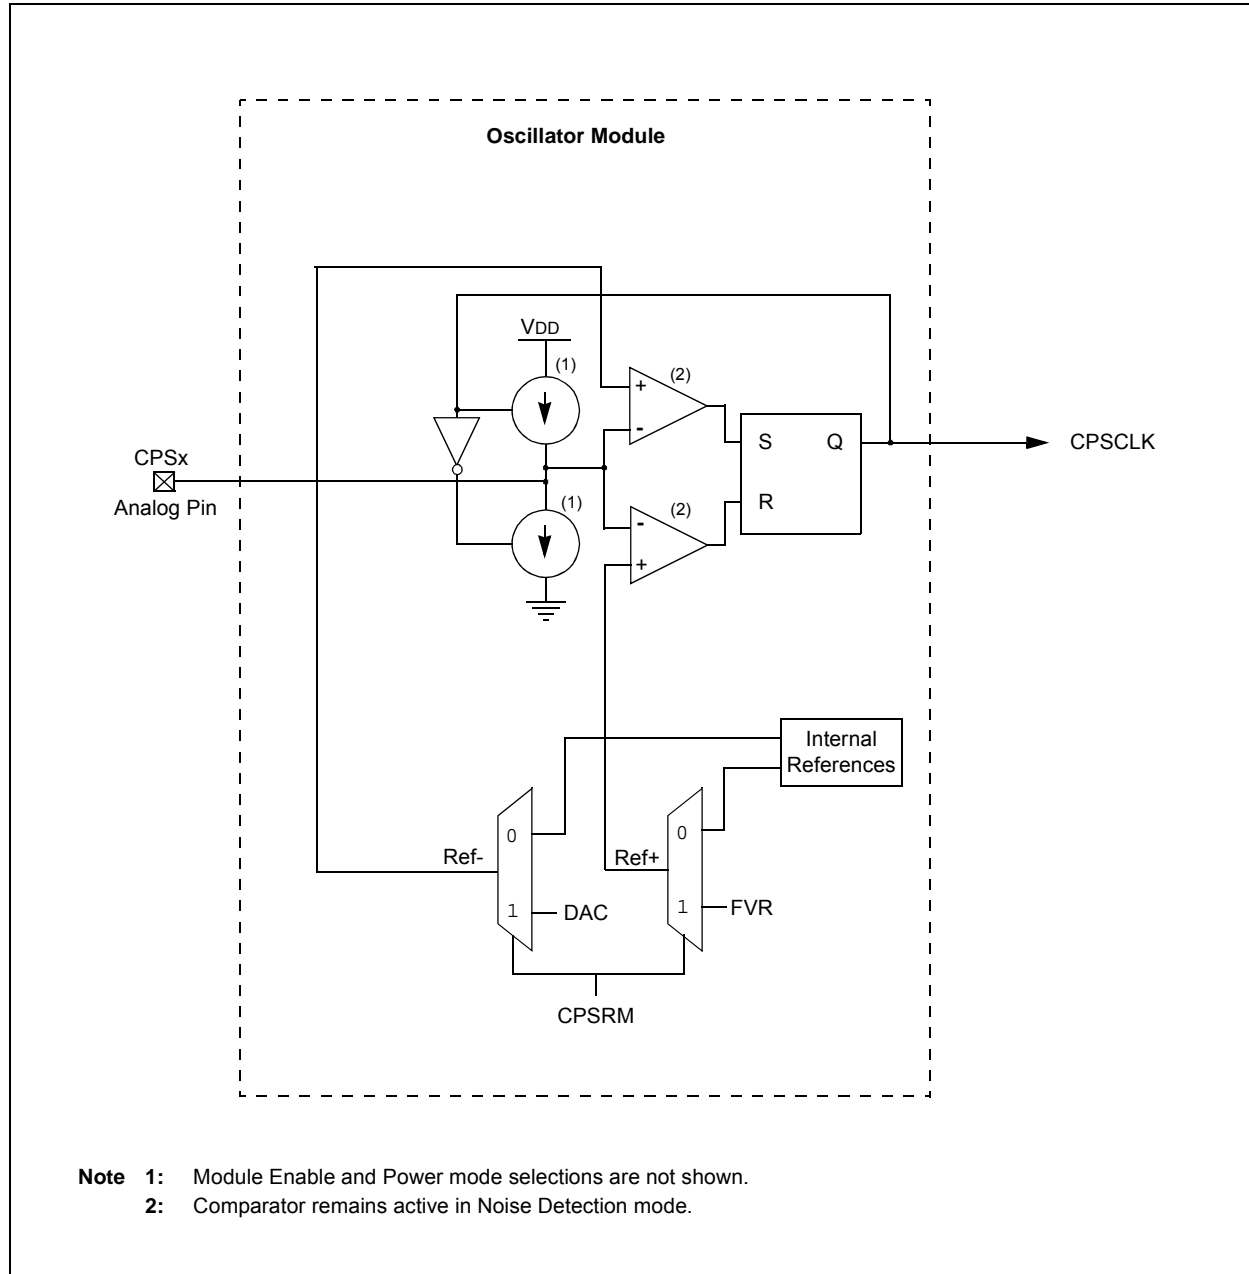 Oscillator Module
VDD
(1)
(2)
+
-
S Q
CPSCLK
CPSx
Analog Pin
(1)
R
(2)
-
+
Internal
References
0
0
Ref-
Ref+
1
DAC
1
FVR
CPSRM
Note 1: Module Enable and Power mode selections are not shown.
2: Comparator remains active in Noise Detection mode.